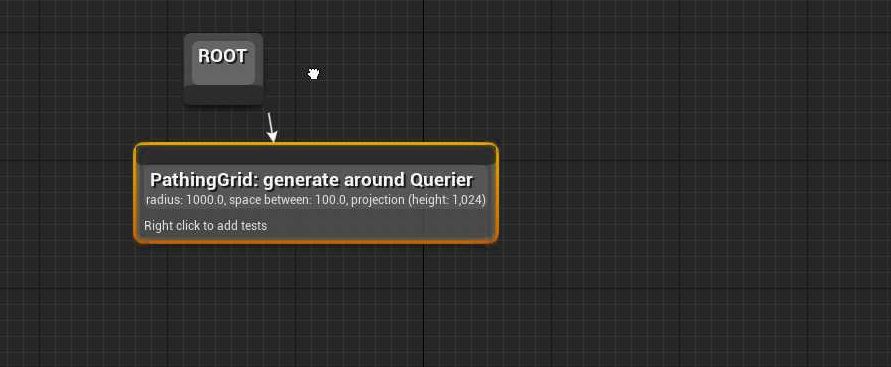 ROOT
PathingGrid: generate around Querier
radius: 1000.0, space between: 100.0, projection (height: 1,024)
Right click to add tests